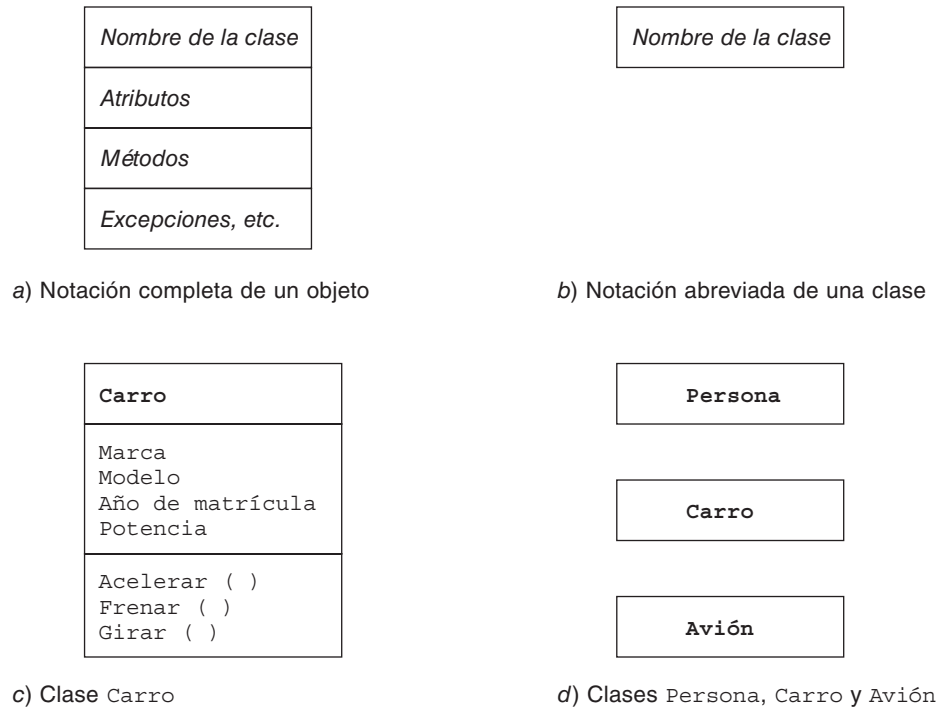 Nombre de la clase
Atributos
Métodos
Excepciones, etc.
a) Notación completa de un objeto
Nombre de la clase
b) Notación abreviada de una clase
Carro
Marca
Modelo
Año de matrícula
Potencia
Acelerar ( )
Frenar ( )
Girar ( )
c) Clase Carro
Persona
Carro
Avión
d) Clases Persona, Carro y Avión